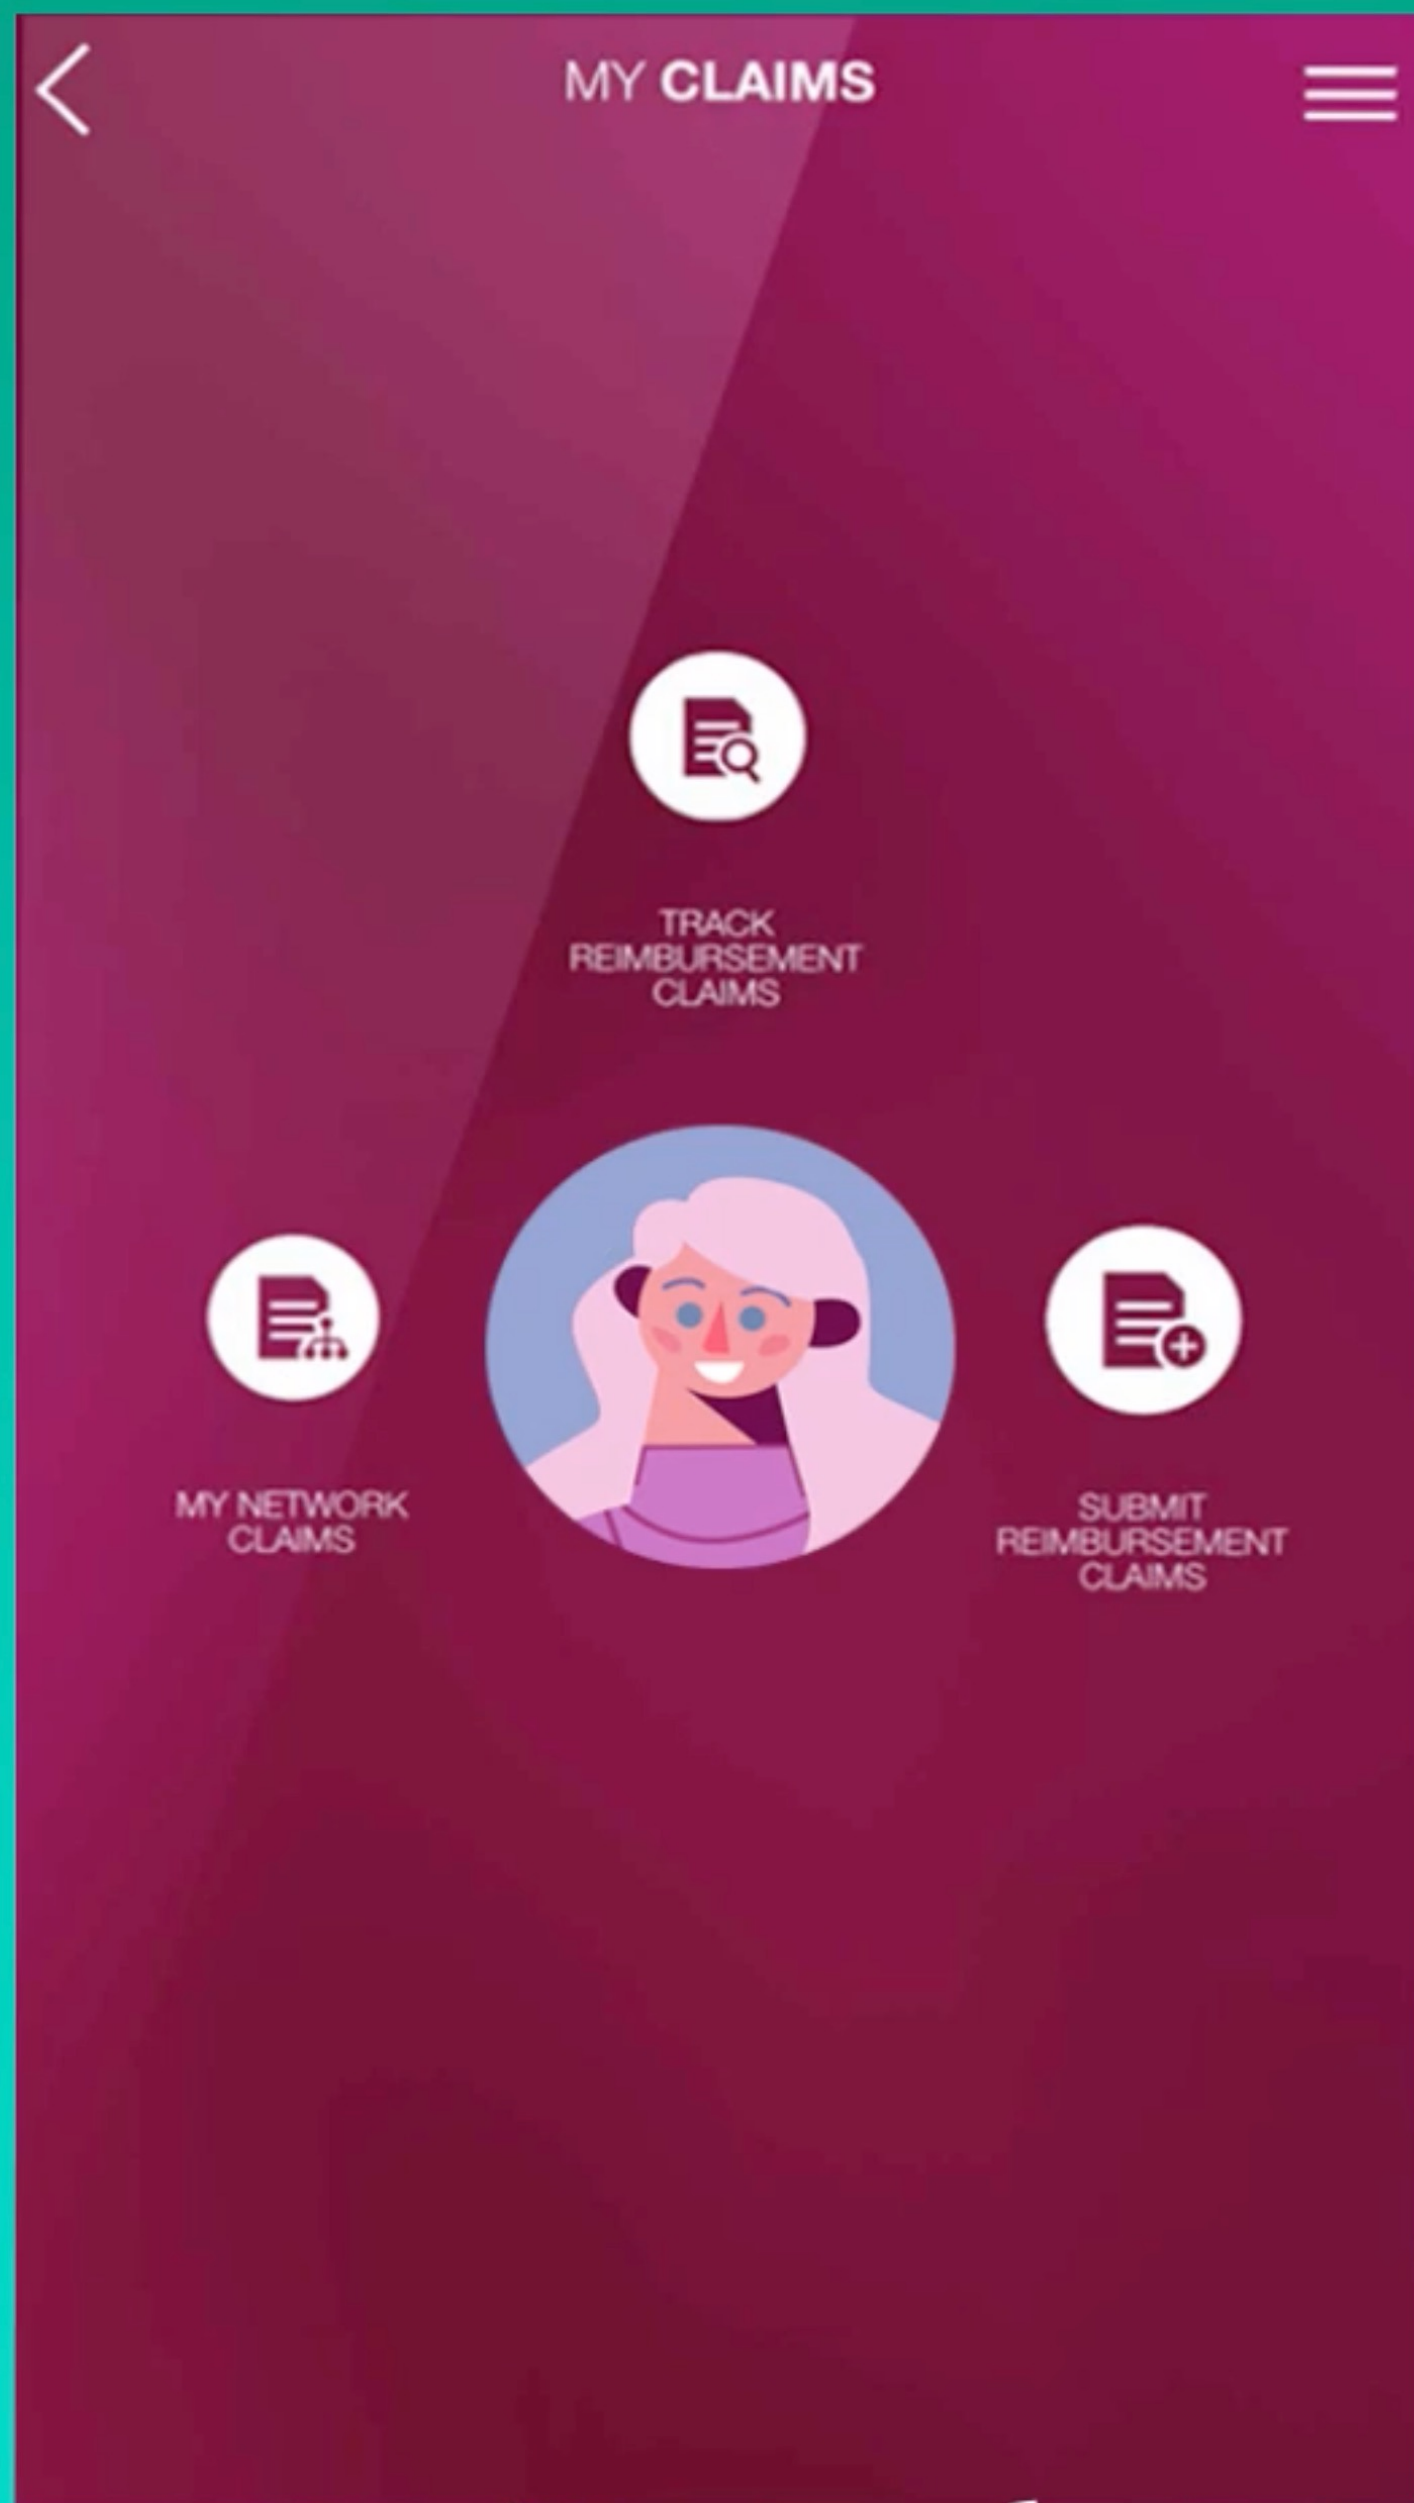 MY CLAIMS
TRACK
REIMBURSEMENT
CLAIMS
MY NETWORK
CLAIMS
SUBMIT
REIMBURSEMENT
CLAIMS